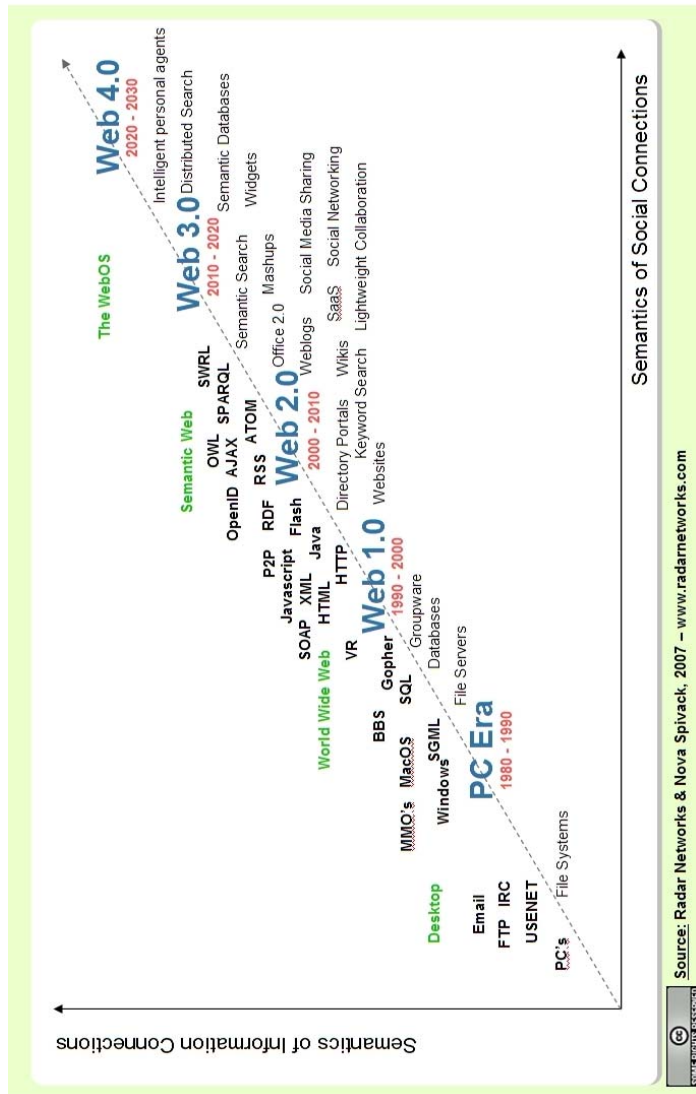 Semantics of Information Connections
Semantics of Social Connections
The WebOS
Web 4.0
2020 - 2030
Intelligent personal agents
Semantic Web
Web 3.0
2010 - 2020
Distributed Search
Semantic Databases
SWRL
OWL
SPARQL
OpenID
AJAX
ATOM
Semantic Search
Widgets
RSS
P2P
RDF
Office 2.0
Mashups
Javascript
Flash
Web 2.0
2000 - 2010
Weblogs
Social Media Sharing
SOAP
XML
Java
World Wide Web
HTML
HTTP
Directory Portals
Wikis
SaaS
Social Networking
VR
Keyword Search
Lightweight Collaboration
Web 1.0
1990 - 2000
Websites
BBS
Gopher
MMO's
MacOS
SQL
Groupware
Desktop
Windows
SGML
Databases
File Servers
PC Era
1980 - 1990
Email
FTP
IRC
USENET
PC's
File Systems
Source: Radar Networks & Nova Spivack, 2007 – www.radarnetworks.com
cc
SOME RIGHTS RESERVED